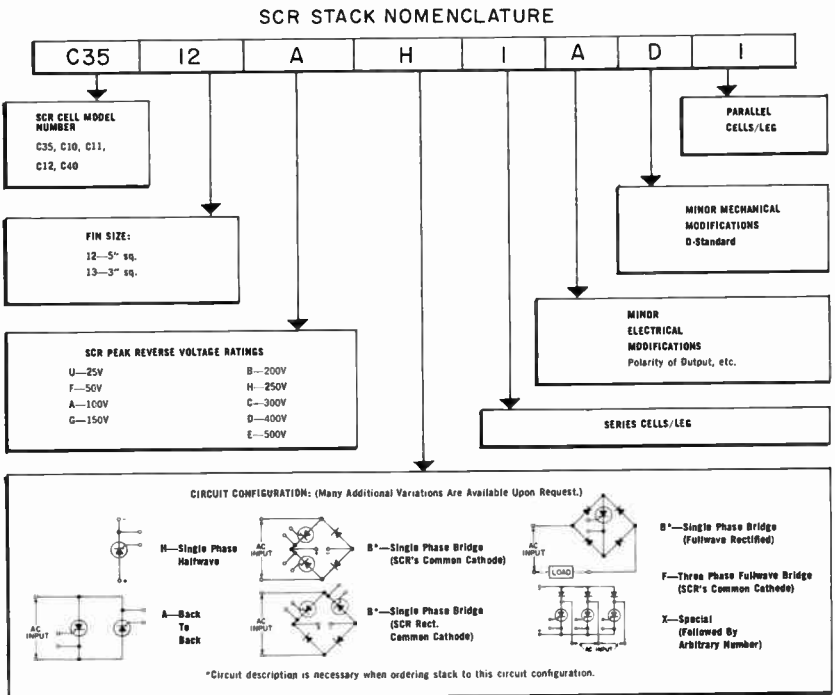 SCR STACK NOMENCLATURE
C35 12 A H I A D I
SCR CELL MODEL
NUMBER
C35, C10, C11,
C12, C40
PARALLEL
CELLS/LEG
FIN SIZE:
12—5" sq.
13—3" sq.
MINOR MECHANICAL
MODIFICATIONS
D-Standard
SCR PEAK REVERSE VOLTAGE RATINGS
U—25V B—200V
F—50V H—250V
A—100V C—300V
G—150V D—400V
E—500V
MINOR
ELECTRICAL
MODIFICATIONS
Polarity of Output, etc.
SERIES CELLS/LEG
CIRCUIT CONFIGURATION: (Many Additional Variations Are Available Upon Request.)
H—Single Phase
Halfwave
AC
INPUT
B*—Single Phase Bridge
(SCR's Common Cathode)
AC
INPUT
LOAD
B*—Single Phase Bridge
(Fullwave Rectified)
AC
INPUT
A—Back
To
Back
AC
INPUT
B*—Single Phase Bridge
(SCR Rect.
Common Cathode)
AC INPUT
F—Three Phase Fullwave Bridge
(SCR's Common Cathode)
X—Special
(Followed By
Arbitrary Number)
*Circuit description is necessary when ordering stack to this circuit configuration.